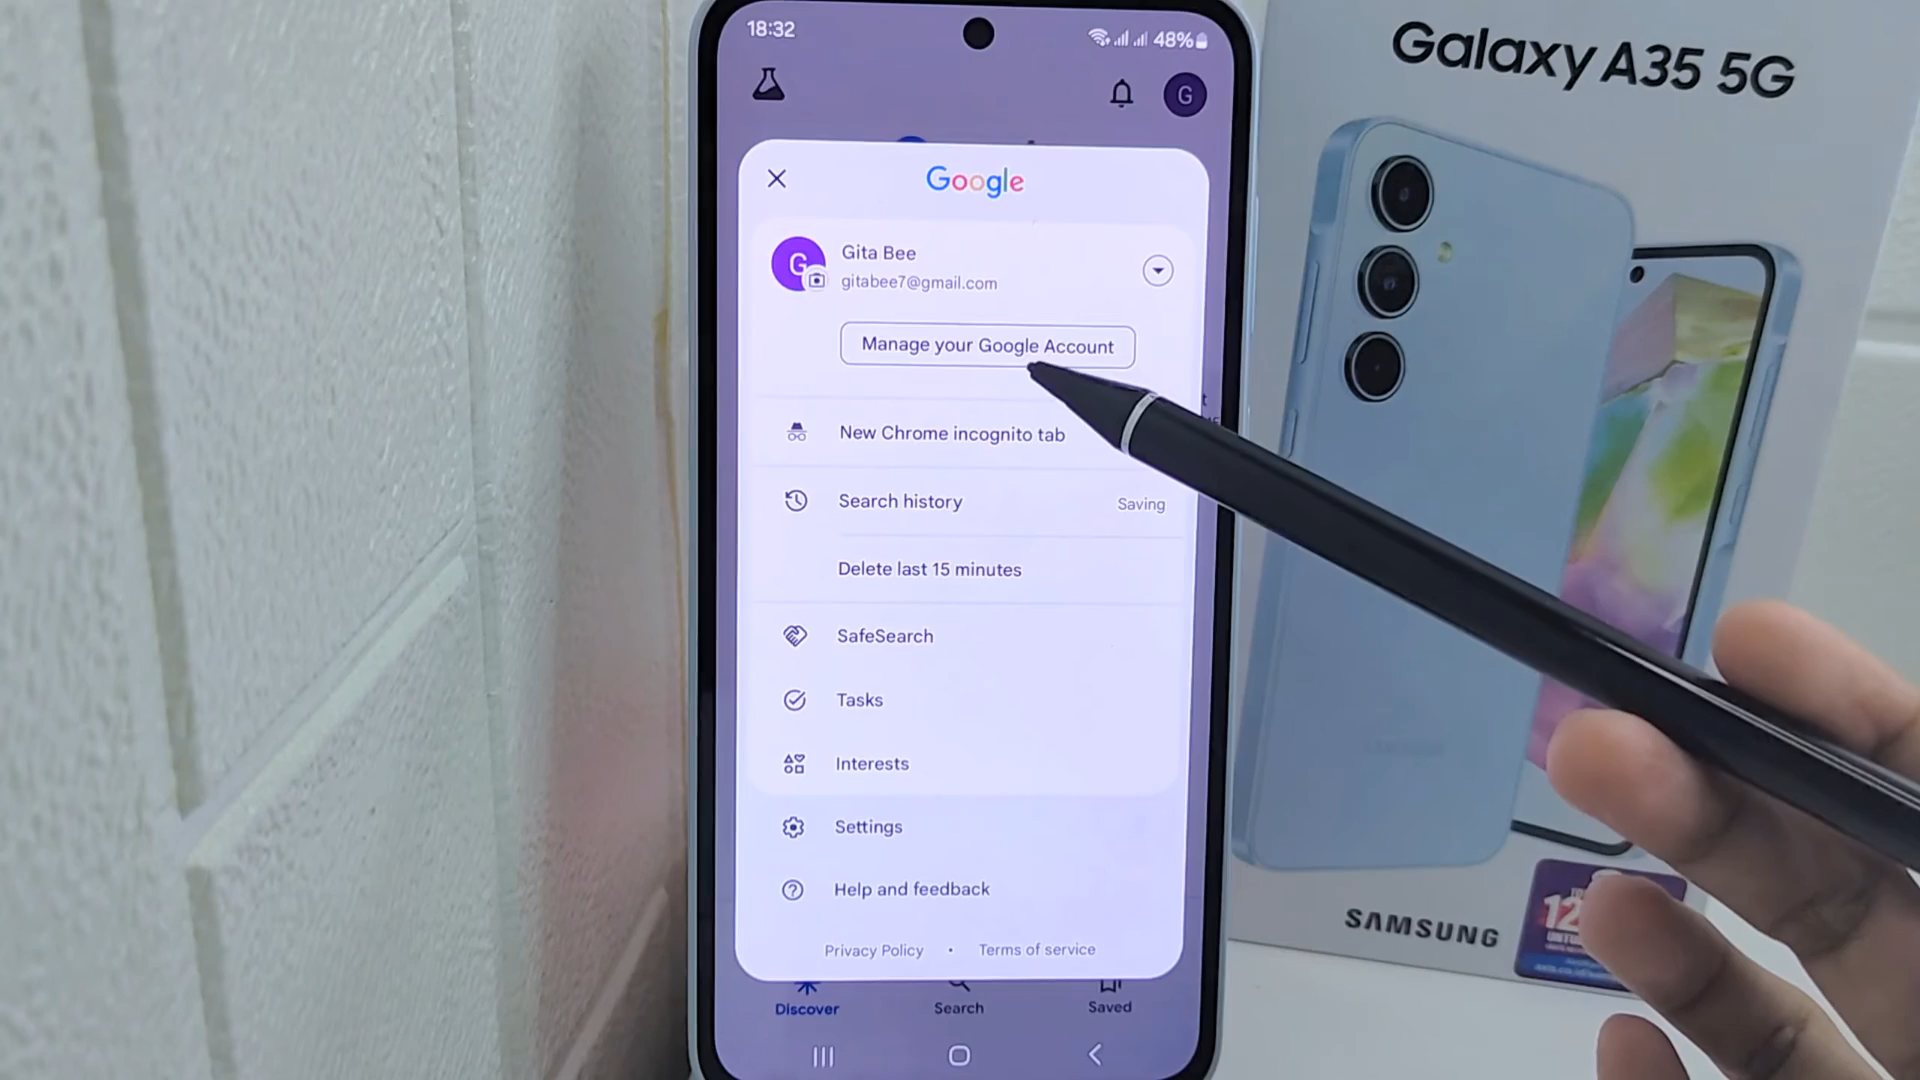 18:32
48%
G
Google
G
Gita Bee
gitabee7@gmail.com
Manage your Google Account
New Chrome incognito tab
Search history
Saving
Delete last 15 minutes
SafeSearch
Tasks
Interests
Settings
Help and feedback
Privacy Policy • Terms of service
Discover
Search
Saved
Galaxy A35 5G
SAMSUNG